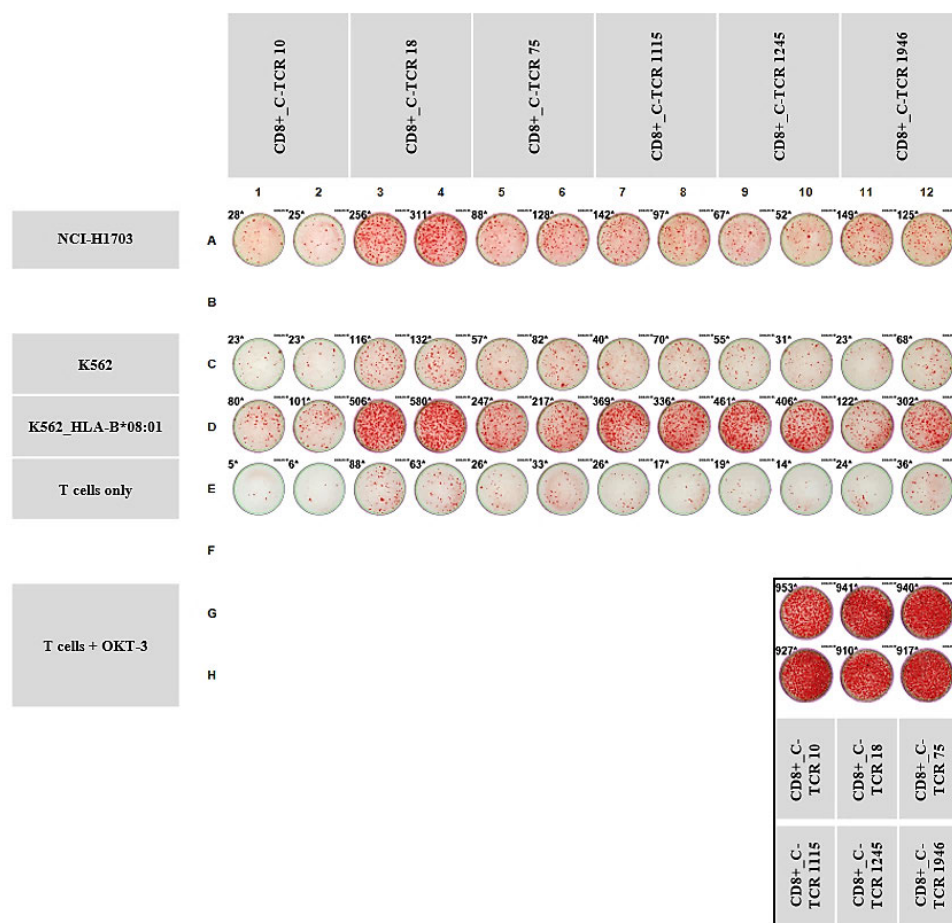 CD8+_C-TCR 10
CD8+_C-TCR 18
CD8+_C-TCR 75
CD8+_C-TCR 1115
CD8+_C-TCR 1245
CD8+_C-TCR 1946
1 2 3 4 5 6 7 8 9 10 11 12
NCI-H1703
A
28* 25* 256* 311* 88* 128* 142* 97* 67* 52* 149* 125*
B
K562
C
23* 23* 116* 132* 57* 82* 40* 70* 55* 31* 23* 68*
K562_HLA-B*08:01
D
80* 101* 506* 580* 247* 217* 369* 336* 461* 406* 122* 302*
T cells only
E
5* 6* 88* 63* 26* 33* 26* 17* 19* 14* 24* 36*
F
T cells + OKT-3
G
953* 941* 940*
H
927* 910* 917*
CD8+_C-
TCR 10
CD8+_C-
TCR 18
CD8+_C-
TCR 75
CD8+_C-
TCR 1115
CD8+_C-
TCR 1245
CD8+_C-
TCR 1946